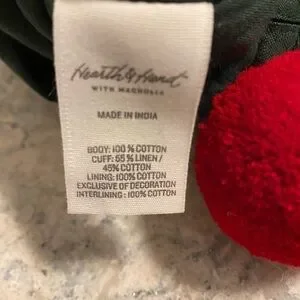 Hearth & Hand
WITH MAGNOLIA
MADE IN INDIA
BODY: 100 % COTTON
CUFF: 55 % LINEN /
45% COTTON
LINING: 100% COTTON
EXCLUSIVE OF DECORATION
INTERLINING : 100% COTTON